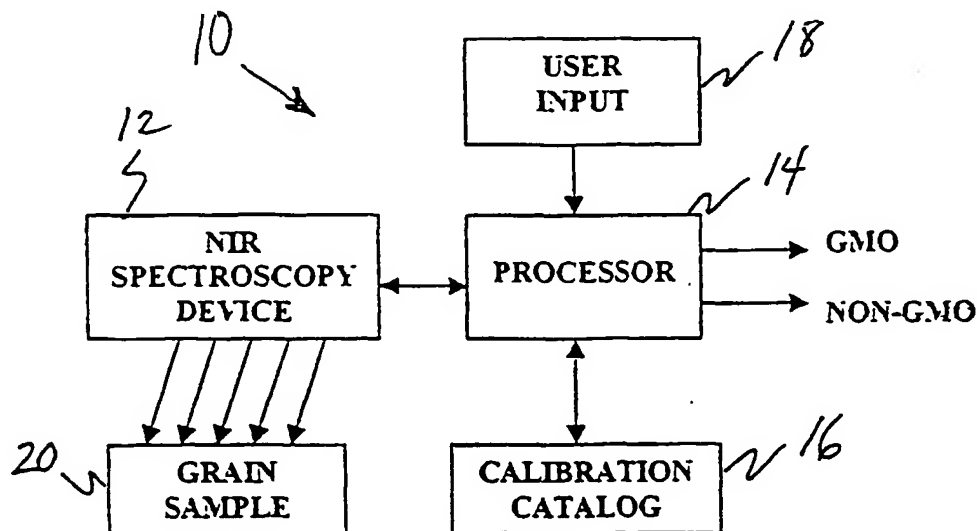 10
18
USER
INPUT
12
14
NIR
SPECTROSCOPY
DEVICE
PROCESSOR
GMO
NON-GMO
20
GRAIN
SAMPLE
CALIBRATION
CATALOG
16